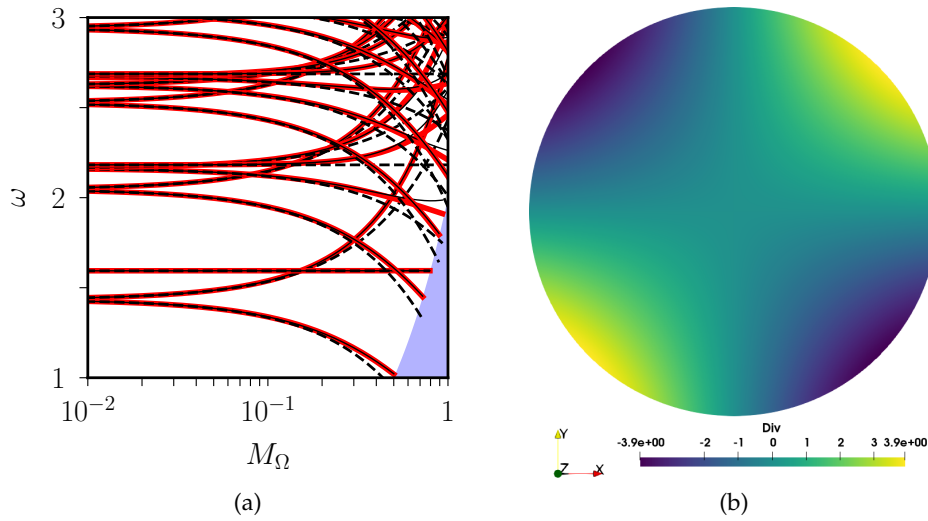 3
2
1
ω
10⁻²
10⁻¹
1
M_Ω
(a)
Div
-3.9e+00 -2 -1 0 1 2 3 3.9e+00
Y
Z
X
(b)